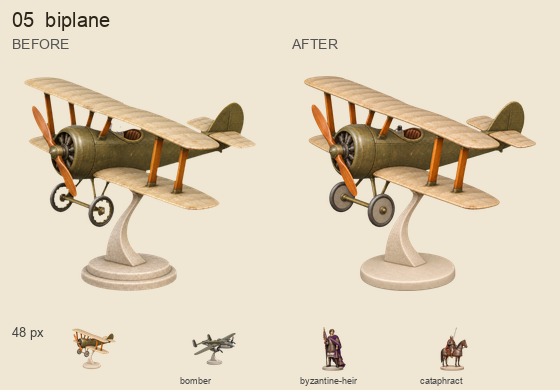 05 biplane
BEFORE
AFTER
48 px
bomber
byzantine-heir
cataphract